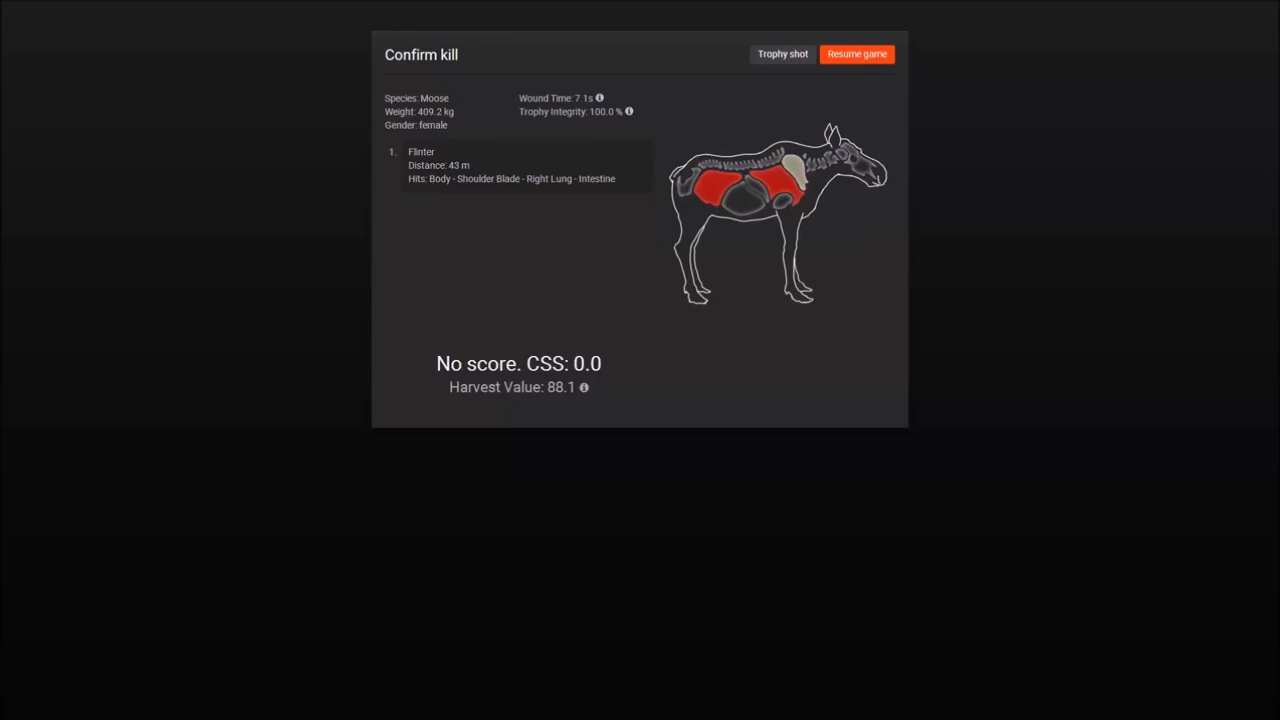 Confirm kill
Trophy shot
Resume game
Species: Moose
Weight: 409.2 kg
Gender: female
Wound Time: 7.1s
Trophy Integrity: 100.0 %
1. Flinter
Distance: 43 m
Hits: Body - Shoulder Blade - Right Lung - Intestine
No score. CSS: 0.0
Harvest Value: 88.1